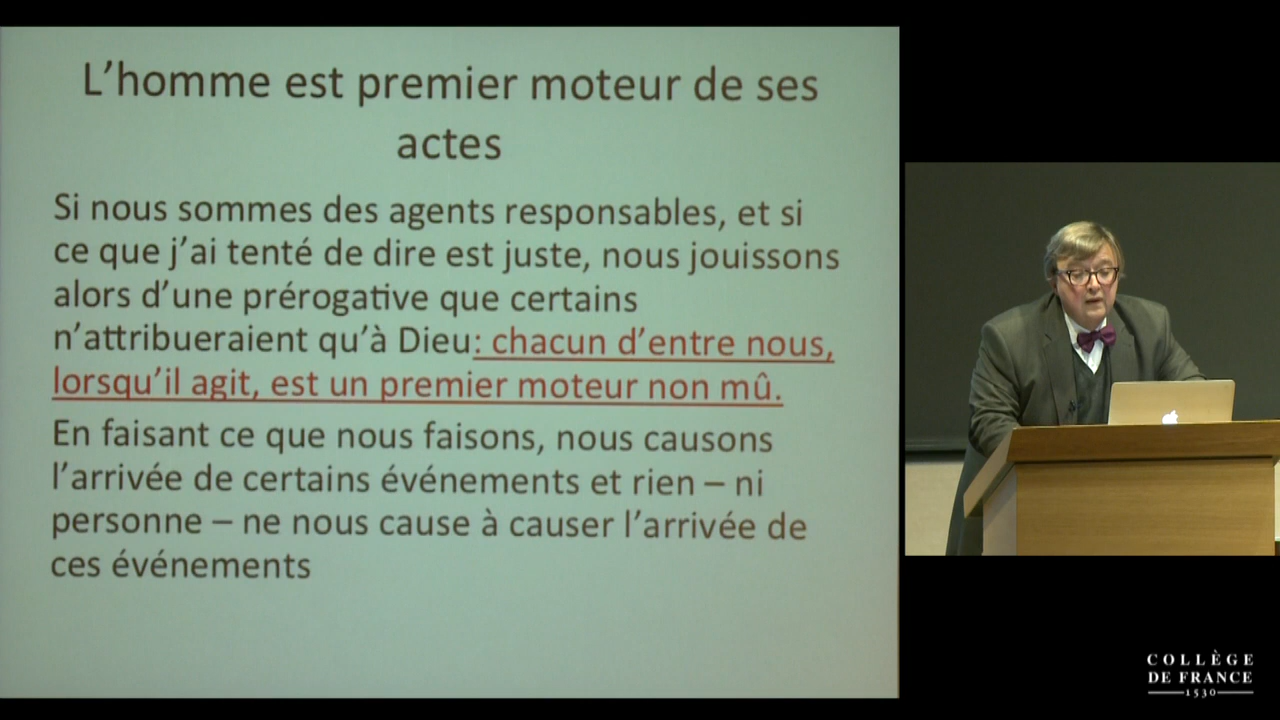 L’homme est premier moteur de ses
actes
Si nous sommes des agents responsables, et si
ce que j’ai tenté de dire est juste, nous jouissons
alors d’une prérogative que certains
n’attribueraient qu’à Dieu: chacun d’entre nous,
lorsqu’il agit, est un premier moteur non mû.
En faisant ce que nous faisons, nous causons
l’arrivée de certains événements et rien – ni
personne – ne nous cause à causer l’arrivée de
ces événements
COLLÈGE
DE FRANCE
1530